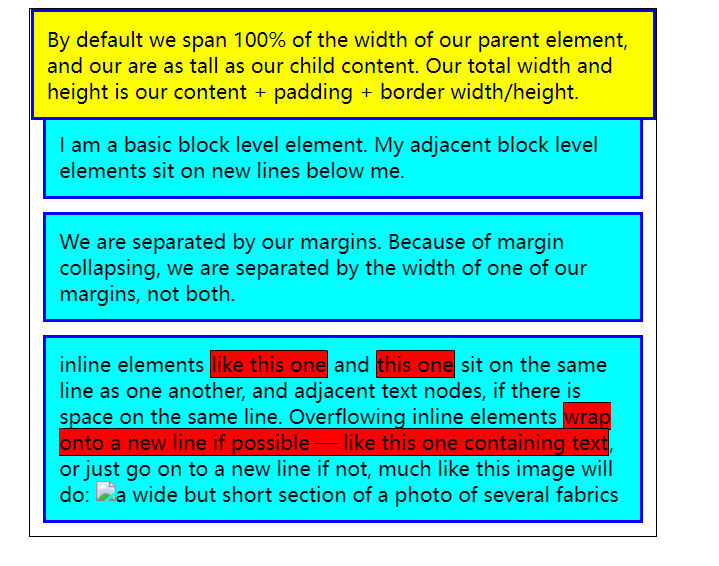 By default we span 100% of the width of our parent element,
and our are as tall as our child content. Our total width and
height is our content + padding + border width/height.
I am a basic block level element. My adjacent block level
elements sit on new lines below me.
We are separated by our margins. Because of margin
collapsing, we are separated by the width of one of our
margins, not both.
inline elements like this one and this one sit on the same
line as one another, and adjacent text nodes, if there is
space on the same line. Overflowing inline elements wrap
onto a new line if possible — like this one containing text,
or just go on to a new line if not, much like this image will
do: a wide but short section of a photo of several fabrics